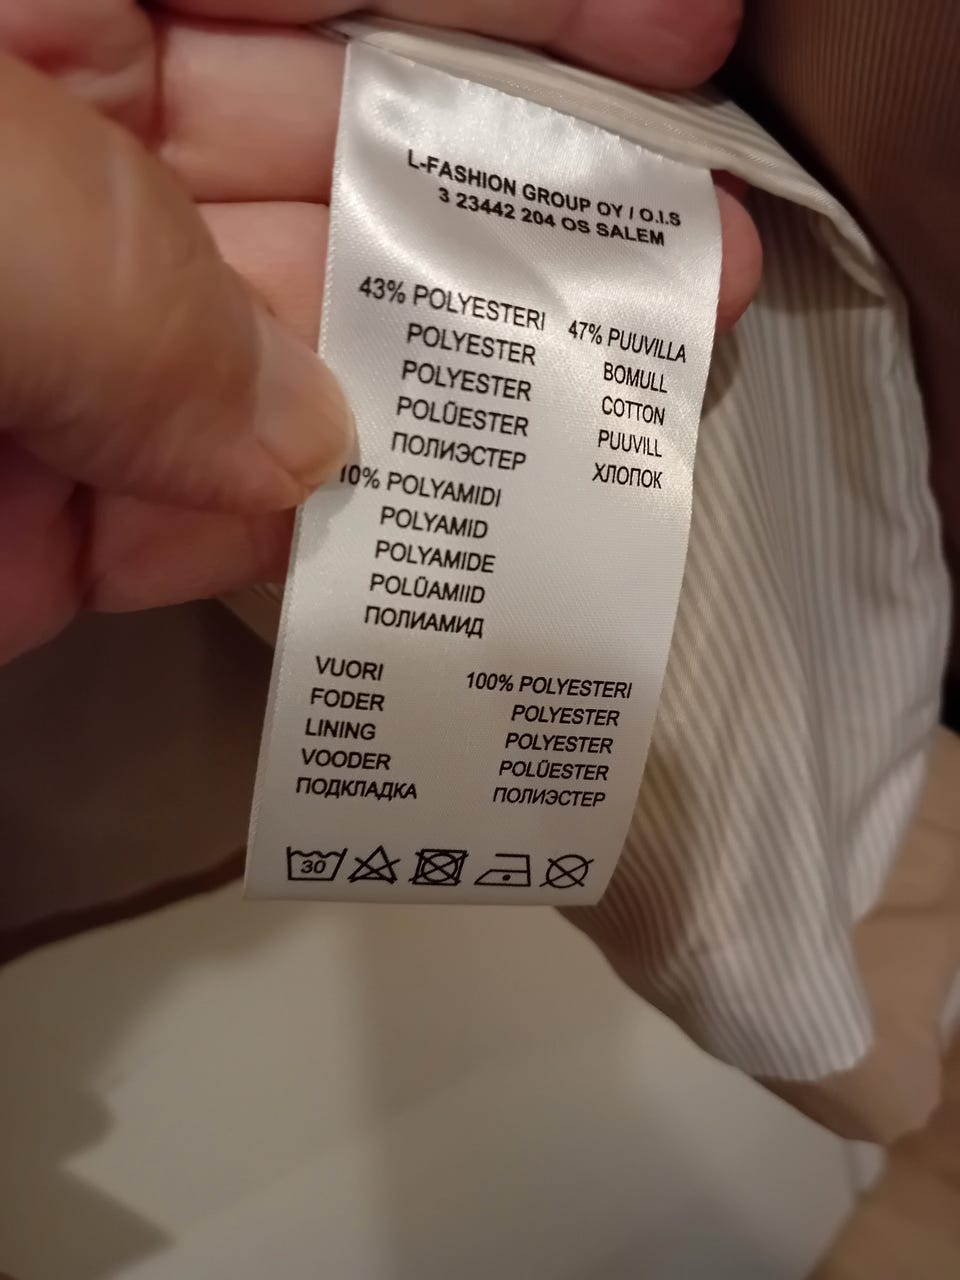 L-FASHION GROUP OY / O.I.S
3 23442 204 OS SALEM
43% POLYESTERI
POLYESTER
POLYESTER
POLÜESTER
ПОЛИЭСТЕР
47% PUUVILLA
BOMULL
COTTON
PUUVILL
ХЛОПОК
10% POLYAMIDI
POLYAMID
POLYAMIDE
POLÜAMIID
ПОЛИАМИД
VUORI
FODER
LINING
VOODER
ПОДКЛАДКА
100% POLYESTERI
POLYESTER
POLYESTER
POLÜESTER
ПОЛИЭСТЕР
30